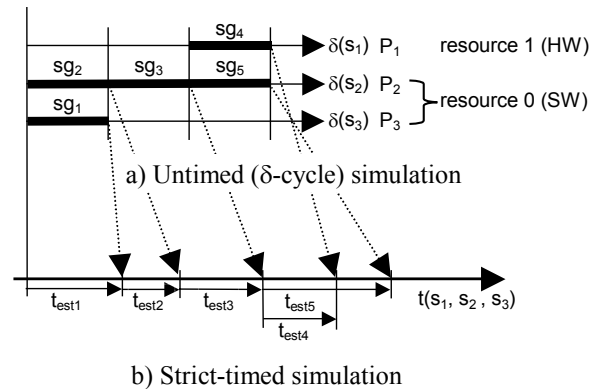 sg4
δ(s1) P1 resource 1 (HW)
sg2 sg3 sg5
δ(s2) P2
resource 0 (SW)
sg1
δ(s3) P3
a) Untimed (δ-cycle) simulation
test1 test2 test3 test5 t(s1, s2 , s3)
test4
b) Strict-timed simulation